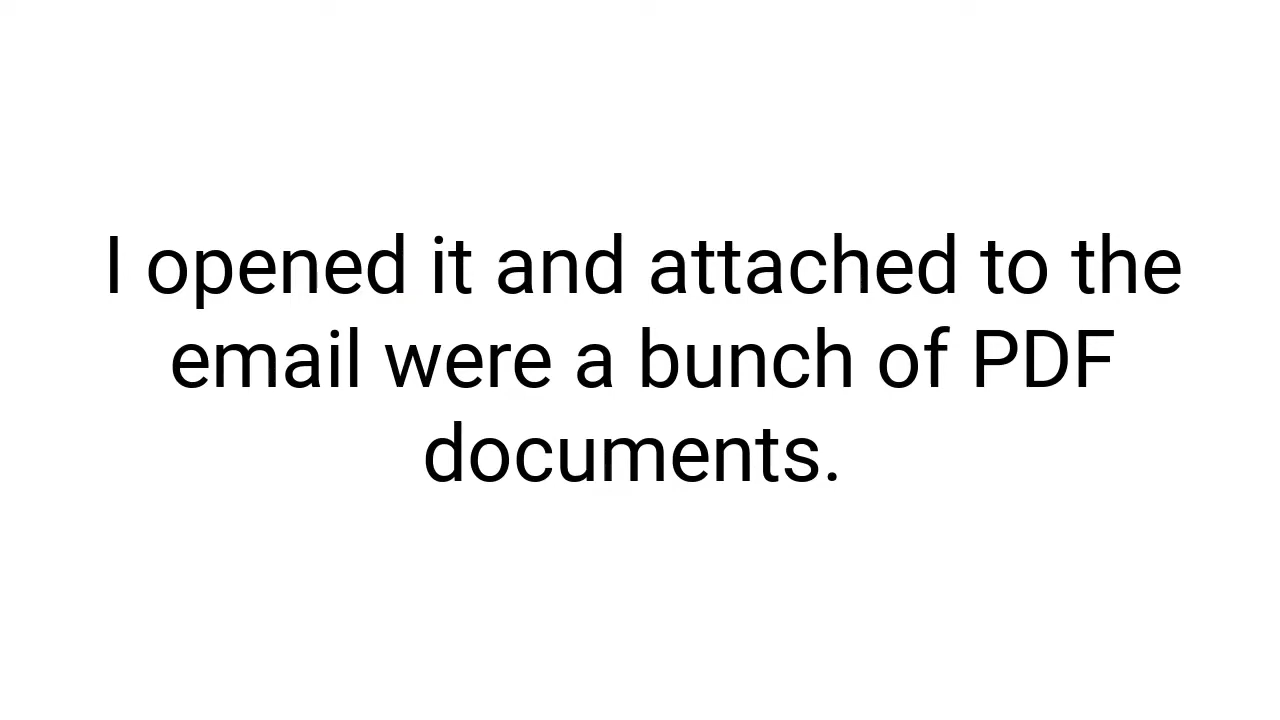 I opened it and attached to the
email were a bunch of PDF
documents.